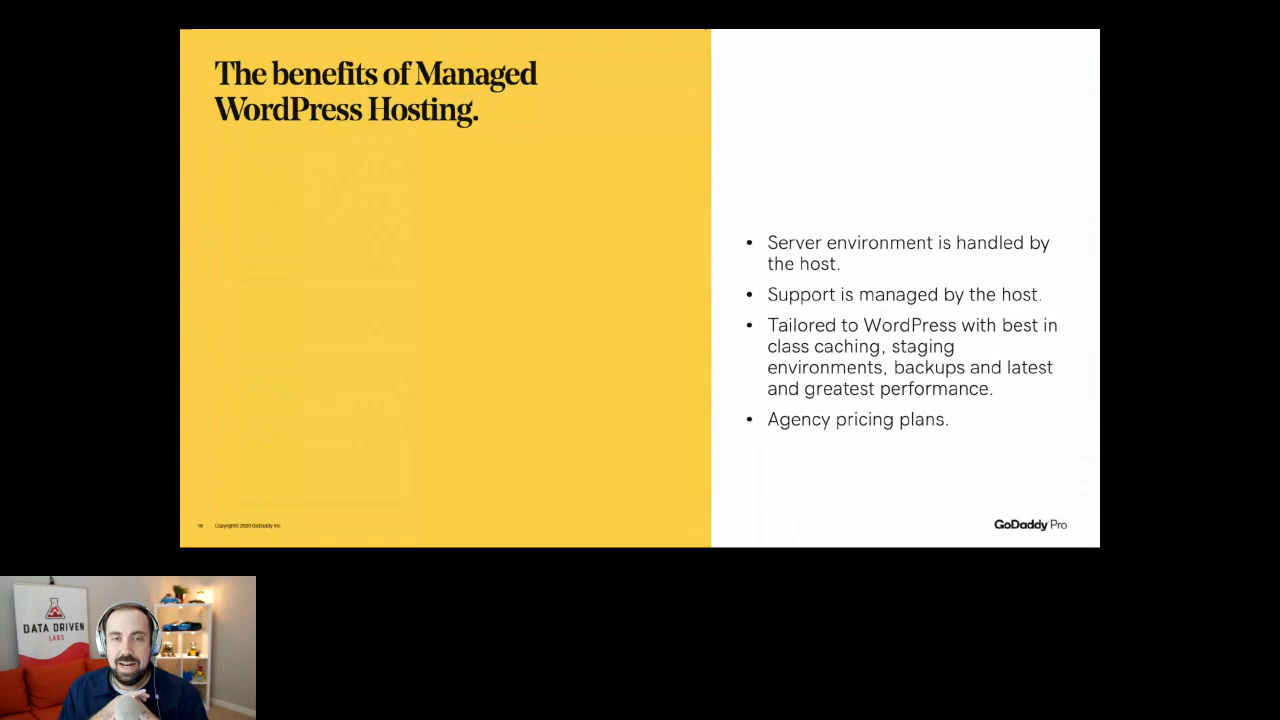 The benefits of Managed
WordPress Hosting.
• Server environment is handled by
the host.
• Support is managed by the host.
• Tailored to WordPress with best in
class caching, staging
environments, backups and latest
and greatest performance.
• Agency pricing plans.
Copyright© 2020 GoDaddy Inc.
GoDaddy Pro
DATA DRIVEN
LABS